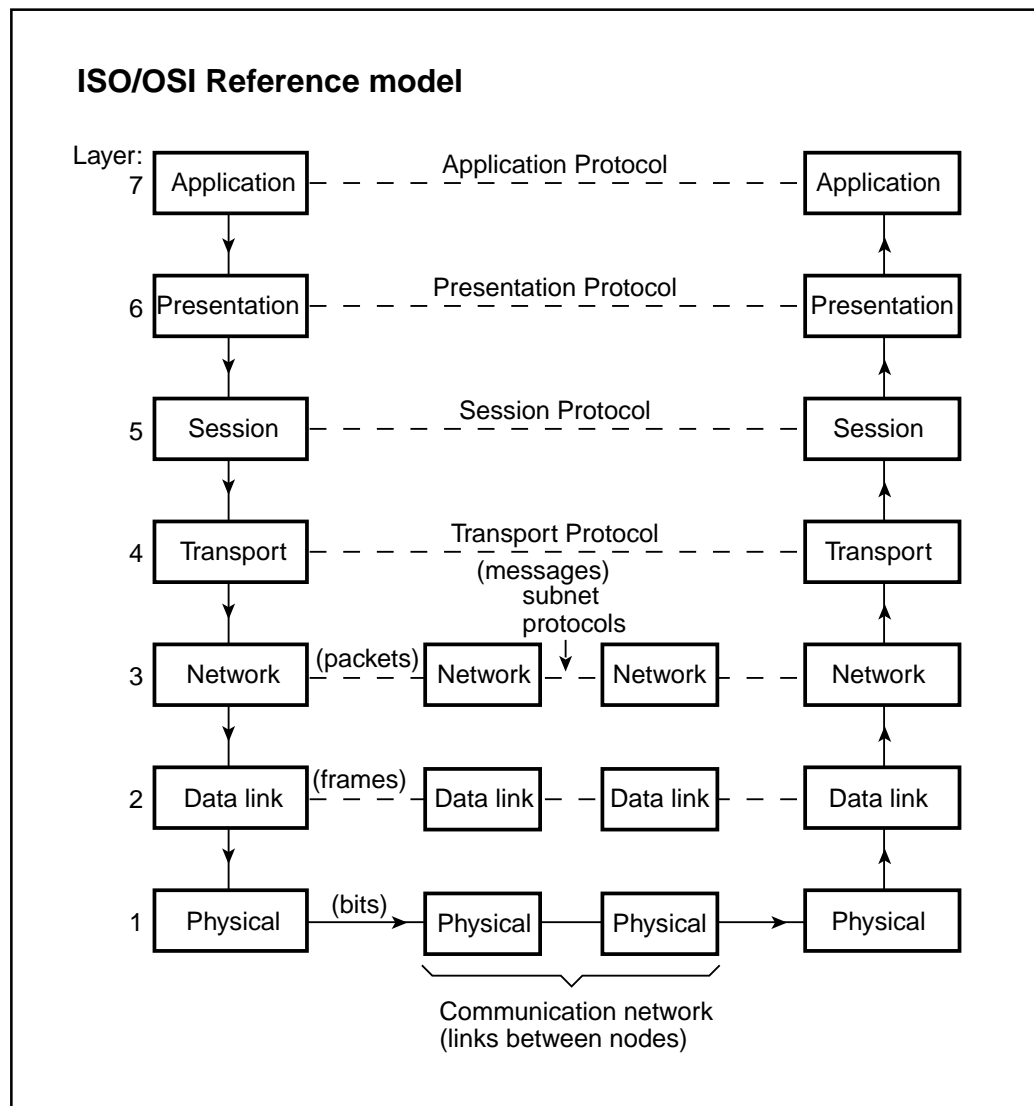 ISO/OSI Reference model
Layer:
7 Application Application Protocol Application
6 Presentation Presentation Protocol Presentation
5 Session Session Protocol Session
4 Transport Transport Protocol Transport
(messages)
subnet
protocols
3 Network (packets) Network Network Network
2 Data link (frames) Data link Data link Data link
1 Physical (bits) Physical Physical Physical
Communication network
(links between nodes)